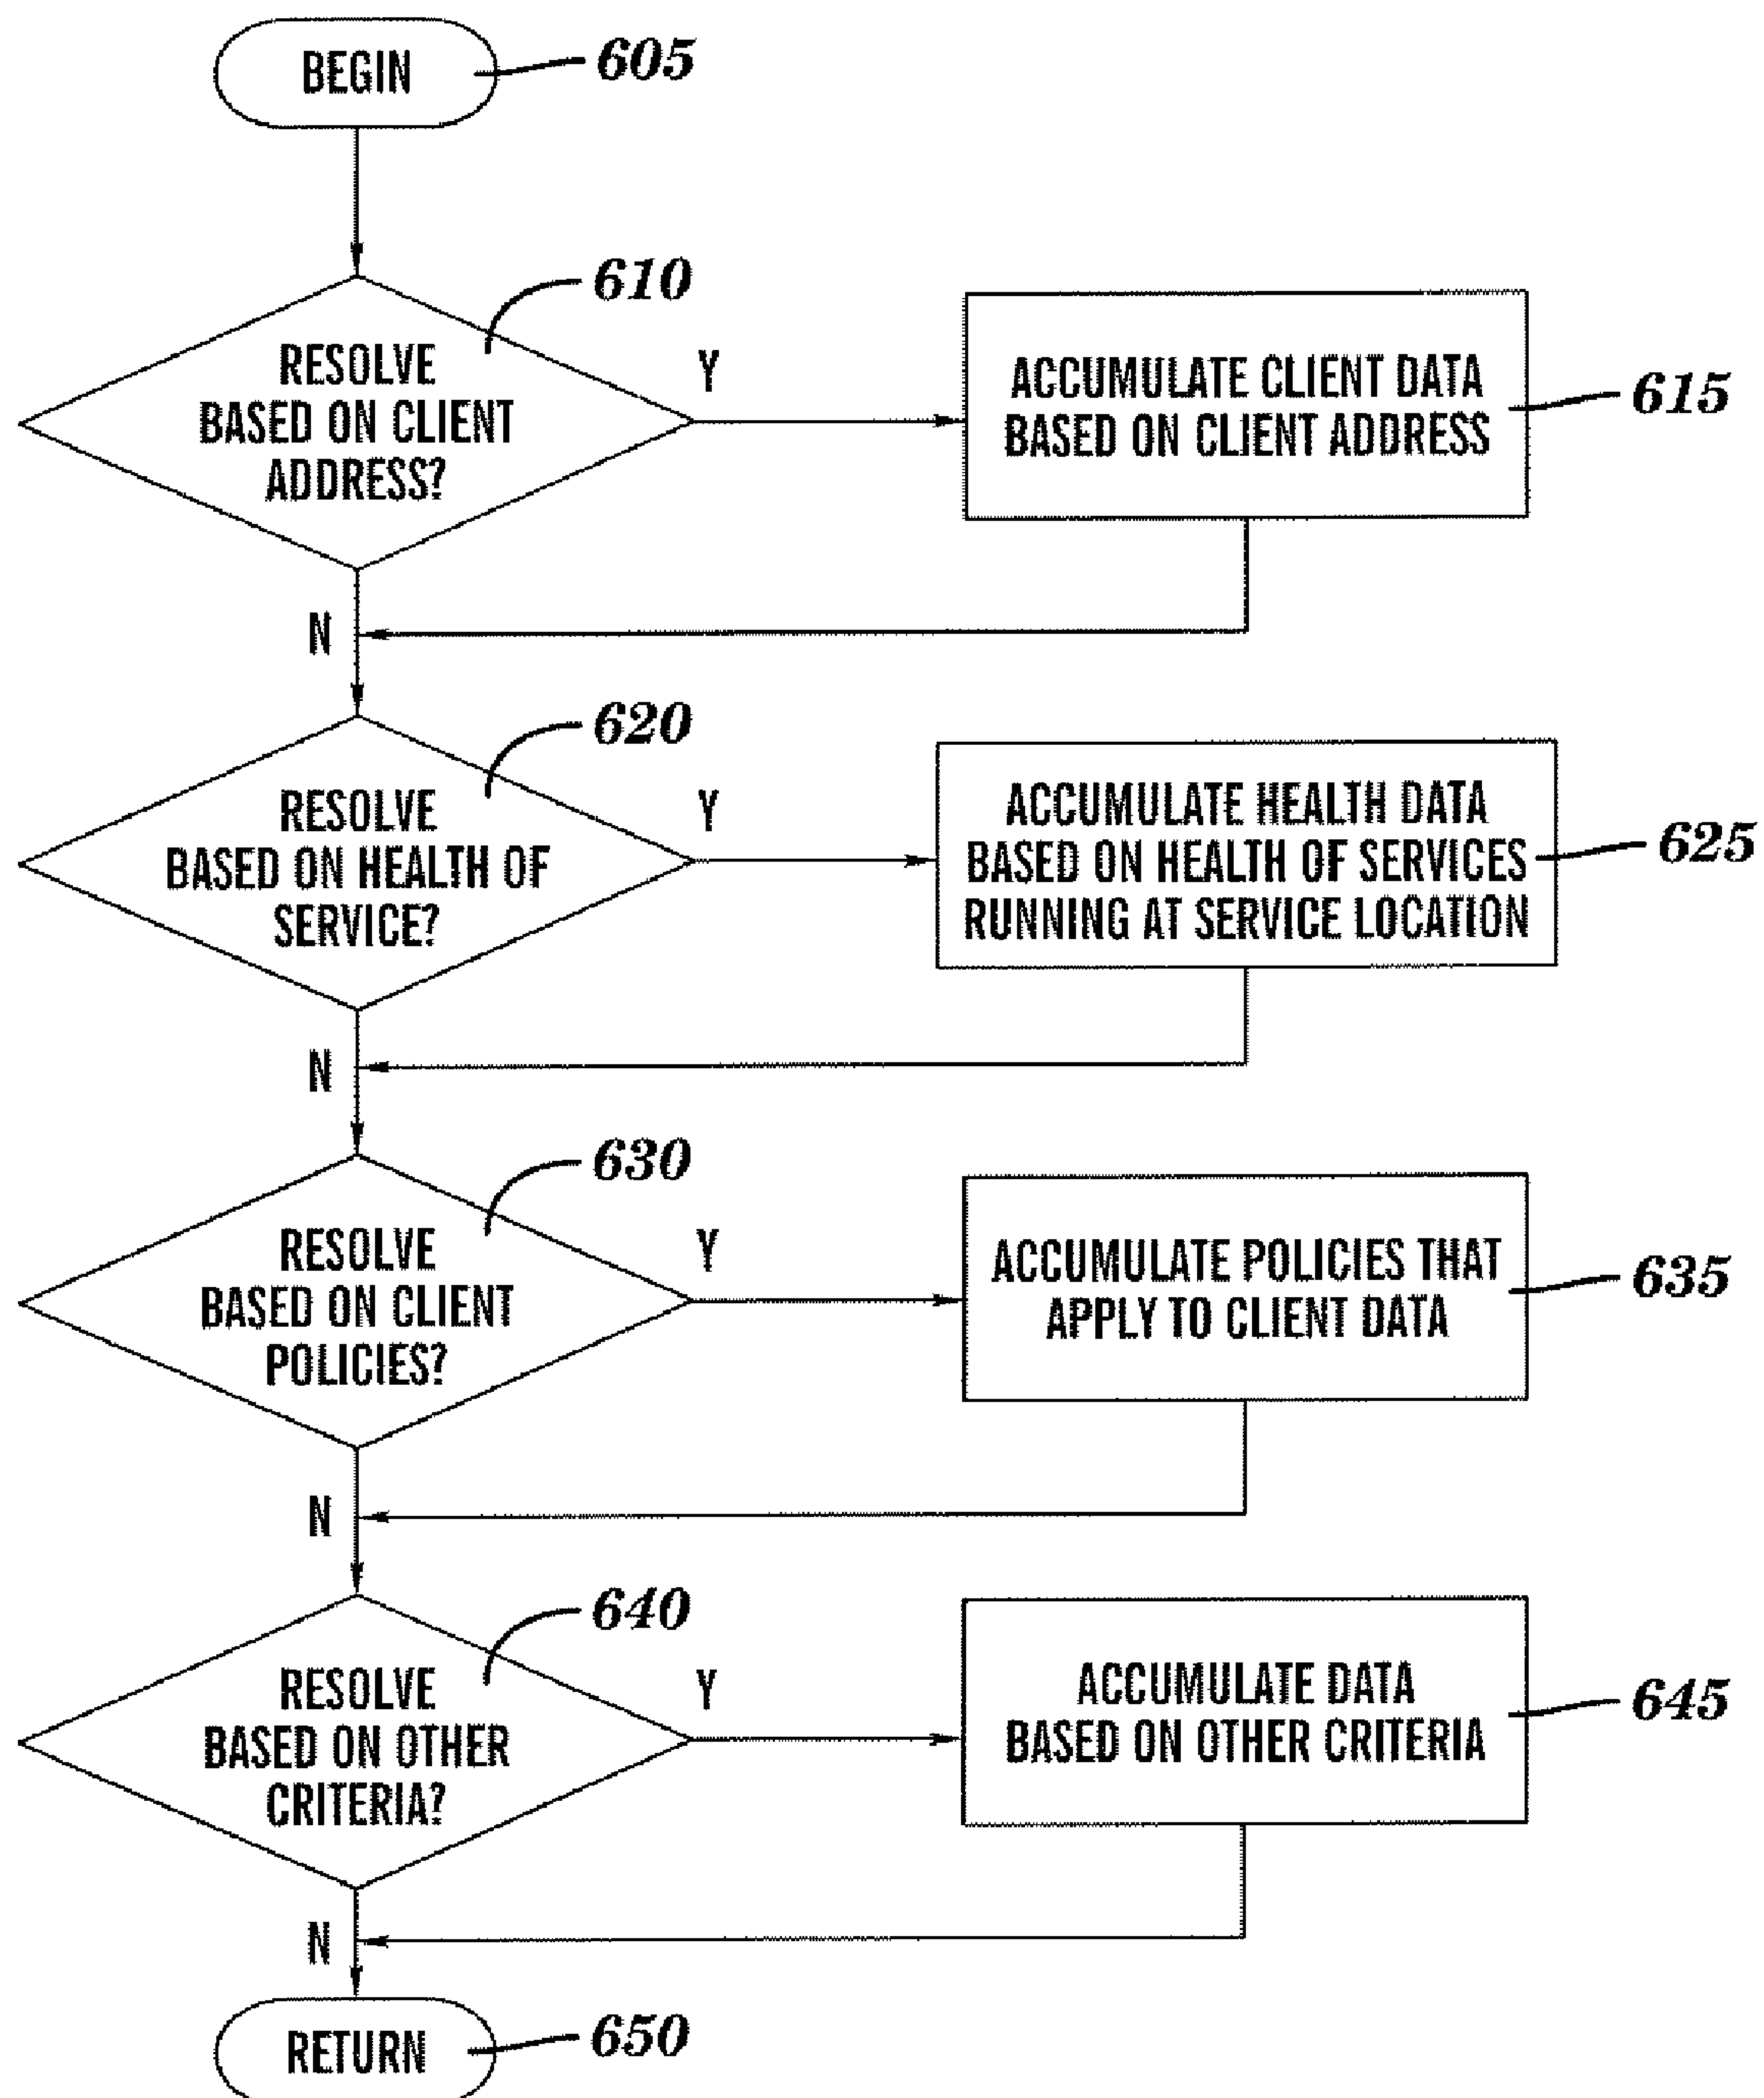 BEGIN
605
610
RESOLVE
BASED ON CLIENT
ADDRESS?
Y
ACCUMULATE CLIENT DATA
BASED ON CLIENT ADDRESS
615
N
620
RESOLVE
BASED ON HEALTH OF
SERVICE?
Y
ACCUMULATE HEALTH DATA
BASED ON HEALTH OF SERVICES
RUNNING AT SERVICE LOCATION
625
N
630
RESOLVE
BASED ON CLIENT
POLICIES?
Y
ACCUMULATE POLICIES THAT
APPLY TO CLIENT DATA
635
N
640
RESOLVE
BASED ON OTHER
CRITERIA?
Y
ACCUMULATE DATA
BASED ON OTHER CRITERIA
645
N
RETURN
650